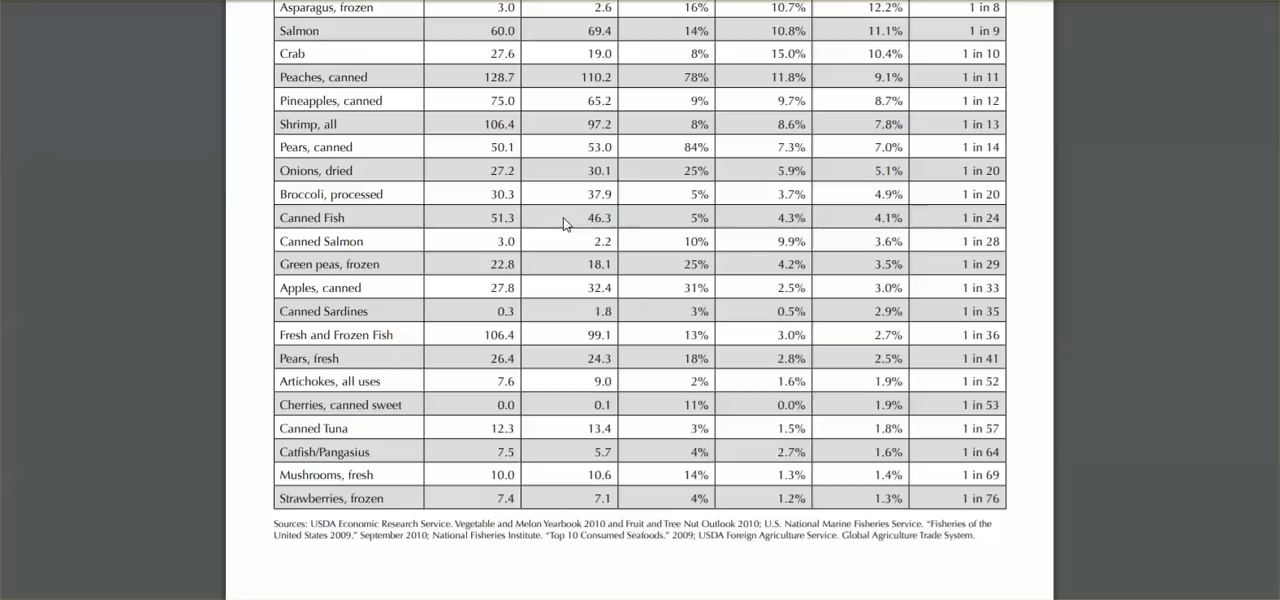 Asparagus, frozen 3.0 2.6 16% 10.7% 12.2% 1 in 8
Salmon 60.0 69.4 14% 10.8% 11.1% 1 in 9
Crab 27.6 19.0 8% 15.0% 10.4% 1 in 10
Peaches, canned 128.7 110.2 78% 11.8% 9.1% 1 in 11
Pineapples, canned 75.0 65.2 9% 9.7% 8.7% 1 in 12
Shrimp, all 106.4 97.2 8% 8.6% 7.8% 1 in 13
Pears, canned 50.1 53.0 84% 7.3% 7.0% 1 in 14
Onions, dried 27.2 30.1 25% 5.9% 5.1% 1 in 20
Broccoli, processed 30.3 37.9 5% 3.7% 4.9% 1 in 20
Canned Fish 51.3 46.3 5% 4.3% 4.1% 1 in 24
Canned Salmon 3.0 2.2 10% 9.9% 3.6% 1 in 28
Green peas, frozen 22.8 18.1 25% 4.2% 3.5% 1 in 29
Apples, canned 27.8 32.4 31% 2.5% 3.0% 1 in 33
Canned Sardines 0.3 1.8 3% 0.5% 2.9% 1 in 35
Fresh and Frozen Fish 106.4 99.1 13% 3.0% 2.7% 1 in 36
Pears, fresh 26.4 24.3 18% 2.8% 2.5% 1 in 41
Artichokes, all uses 7.6 9.0 2% 1.6% 1.9% 1 in 52
Cherries, canned sweet 0.0 0.1 11% 0.0% 1.9% 1 in 53
Canned Tuna 12.3 13.4 3% 1.5% 1.8% 1 in 57
Catfish/Pangasius 7.5 5.7 4% 2.7% 1.6% 1 in 64
Mushrooms, fresh 10.0 10.6 14% 1.3% 1.4% 1 in 69
Strawberries, frozen 7.4 7.1 4% 1.2% 1.3% 1 in 76
Sources: USDA Economic Research Service. Vegetable and Melon Yearbook 2010 and Fruit and Tree Nut Outlook 2010; U.S. National Marine Fisheries Service. “Fisheries of the
United States 2009.” September 2010; National Fisheries Institute. “Top 10 Consumed Seafoods.” 2009; USDA Foreign Agriculture Service. Global Agriculture Trade System.